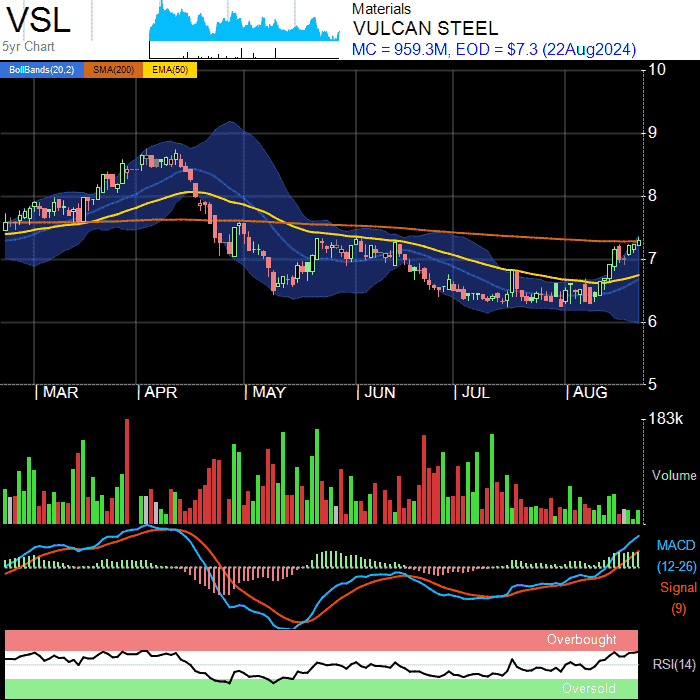 VSL
5yr Chart
Materials
VULCAN STEEL
MC = 959.3M, EOD = $7.3 (22Aug2024)
BollBands(20,2) SMA(200) EMA(50)
10
9
8
7
6
5
| MAR | APR | MAY | JUN | JUL | AUG
183k
Volume
MACD
(12-26)
Signal
(9)
Overbought
RSI(14)
Oversold